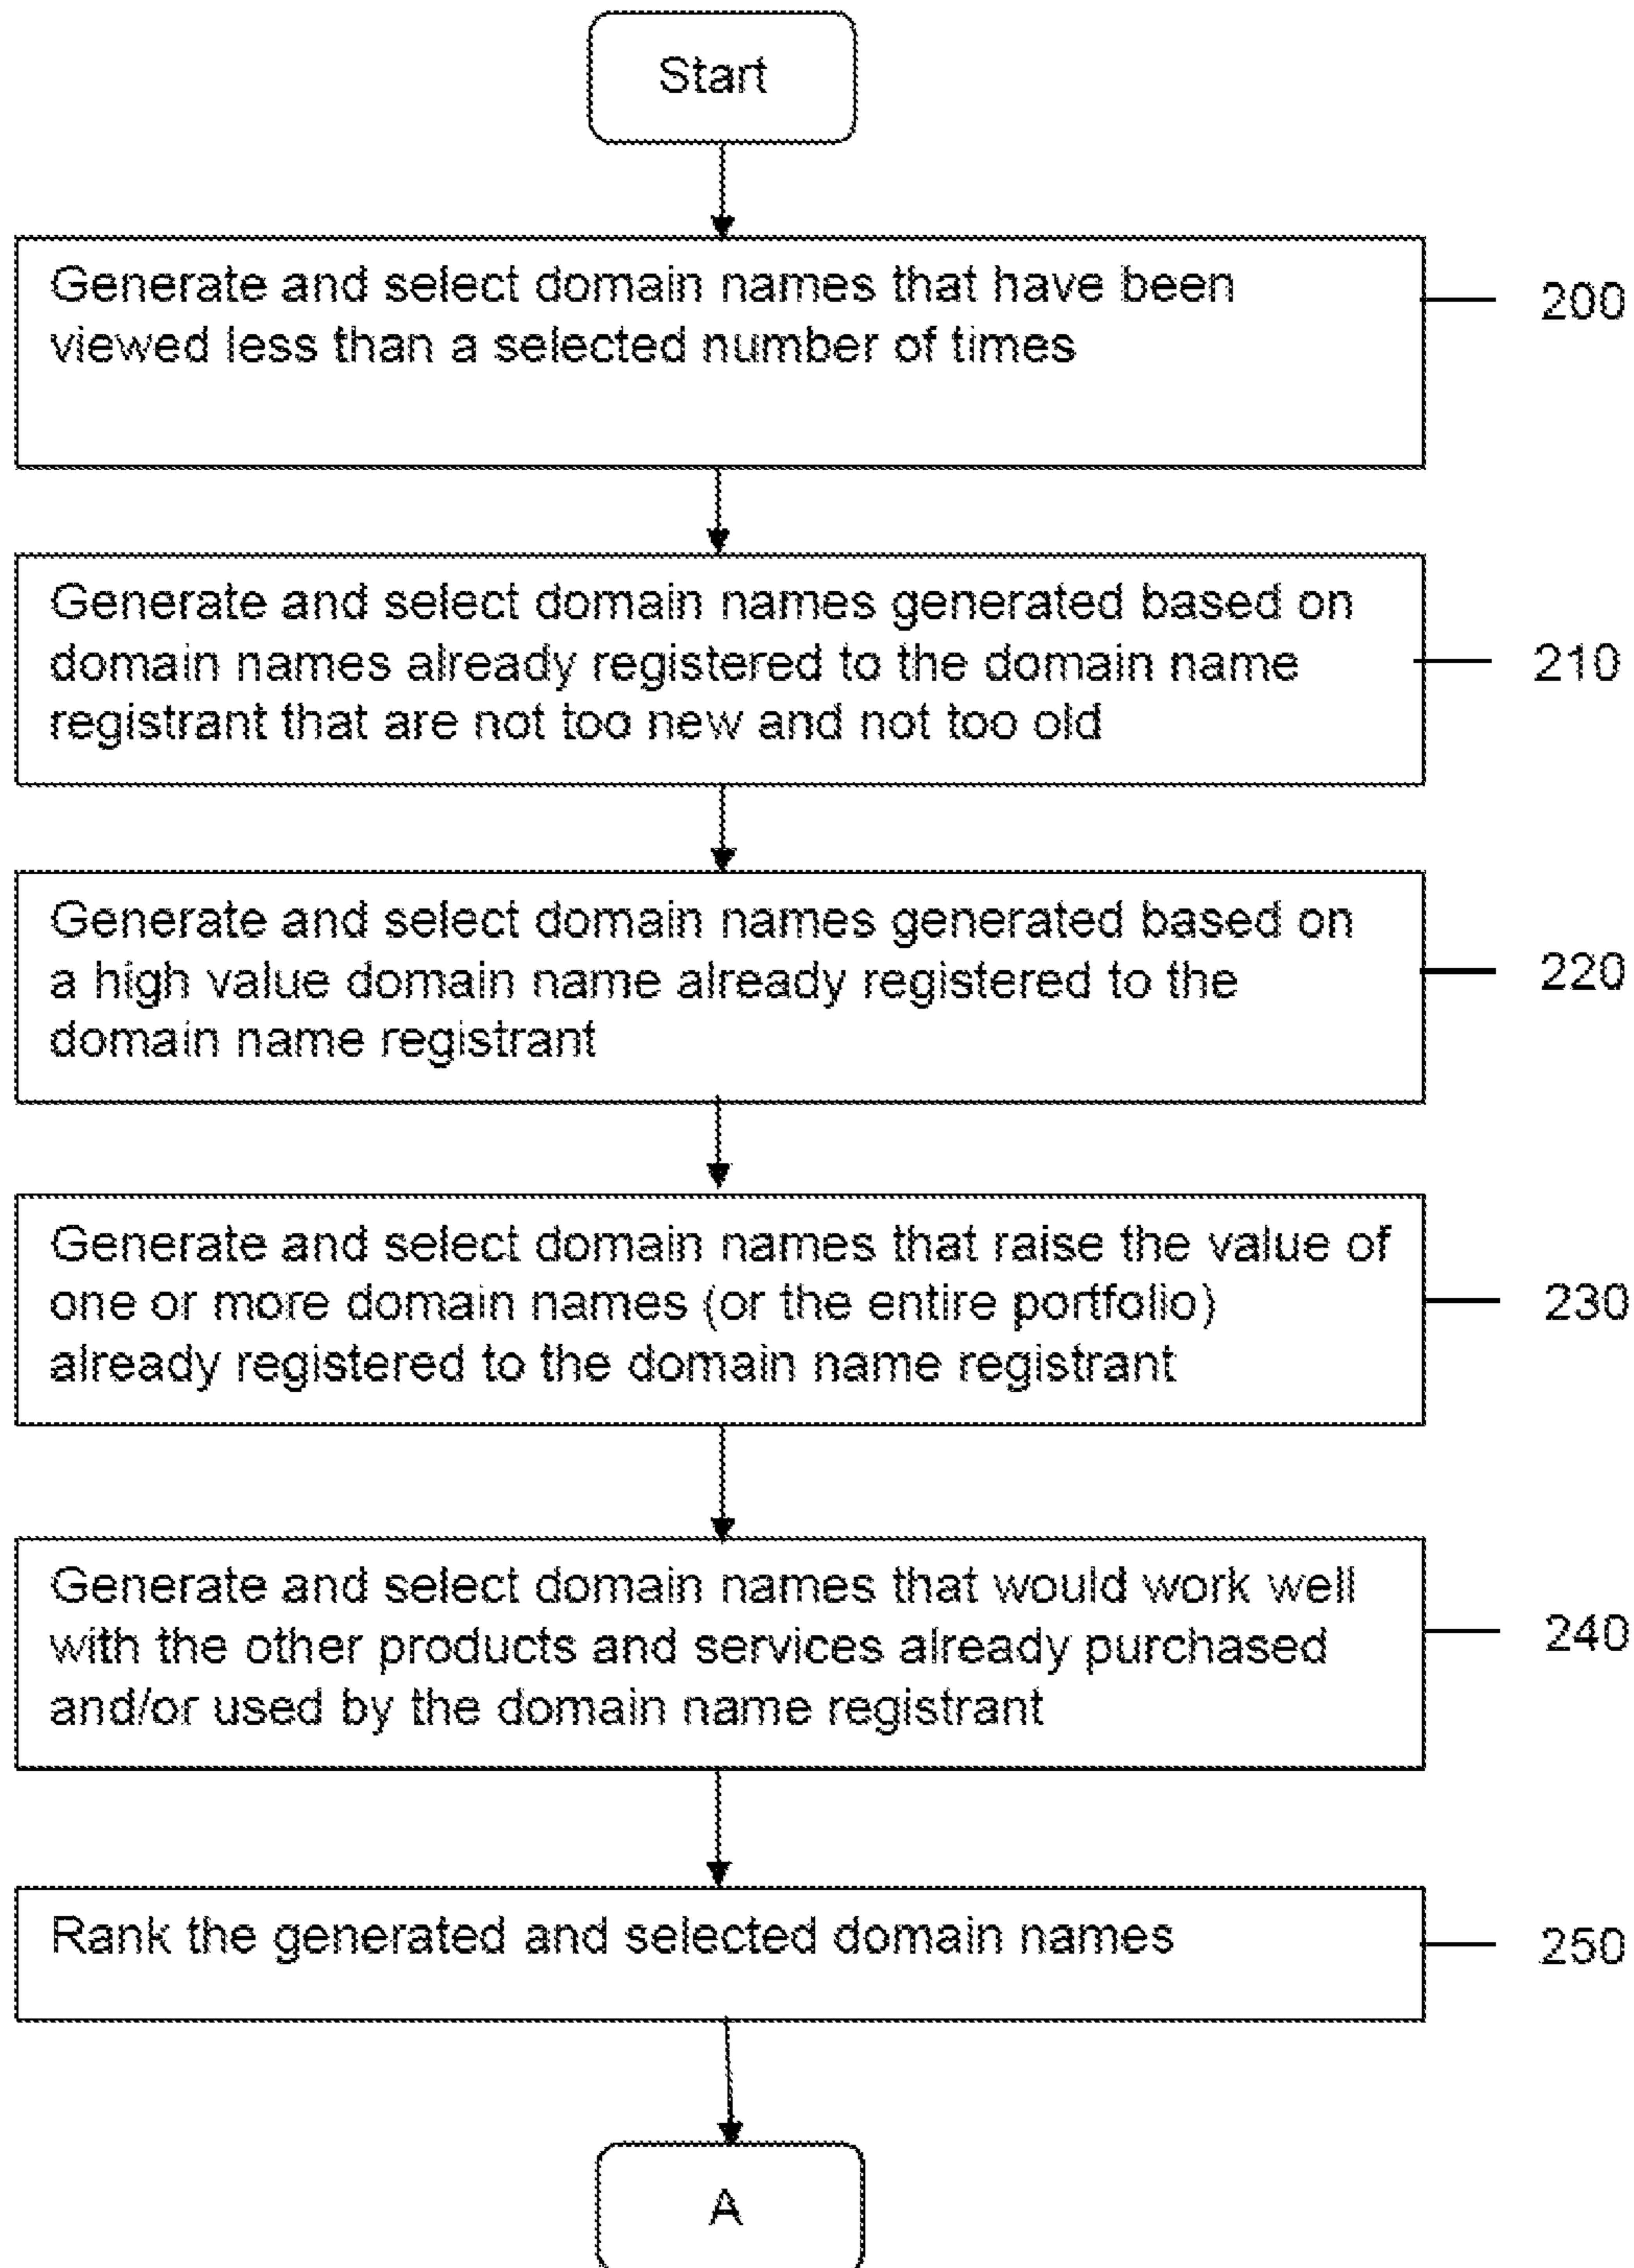 Start
Generate and select domain names that have been
viewed less than a selected number of times
200
Generate and select domain names generated based on
domain names already registered to the domain name
registrant that are not too new and not too old
210
Generate and select domain names generated based on
a high value domain name already registered to the
domain name registrant
220
Generate and select domain names that raise the value of
one or more domain names (or the entire portfolio)
already registered to the domain name registrant
230
Generate and select domain names that would work well
with the other products and services already purchased
and/or used by the domain name registrant
240
Rank the generated and selected domain names
250
A